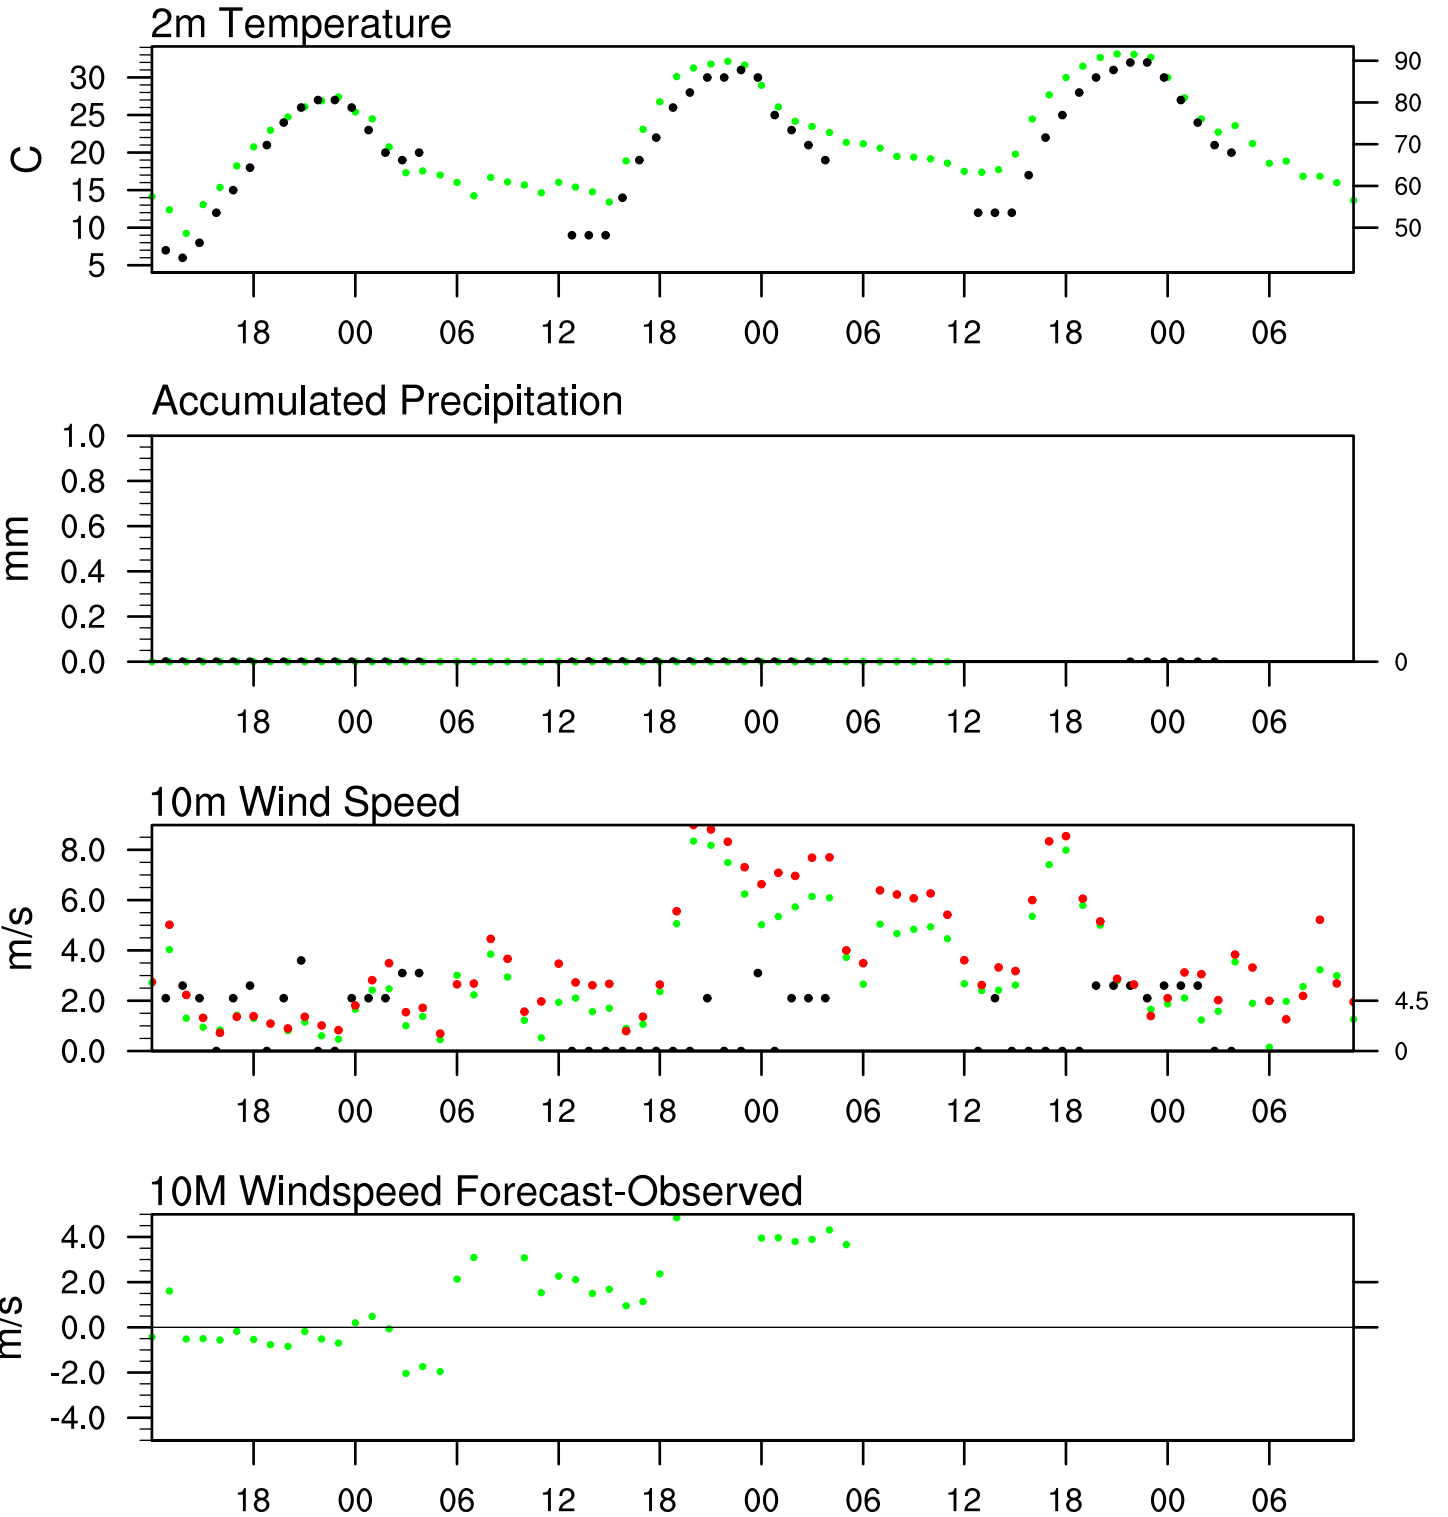 2m Temperature
30
25
20
15
10
5
C
90
80
70
60
50
18 00 06 12 18 00 06 12 18 00 06
Accumulated Precipitation
1.0
0.8
0.6
0.4
0.2
0.0
mm
0
18 00 06 12 18 00 06 12 18 00 06
10m Wind Speed
8.0
6.0
4.0
2.0
0.0
m/s
4.5
0
18 00 06 12 18 00 06 12 18 00 06
10M Windspeed Forecast-Observed
4.0
2.0
0.0
-2.0
-4.0
m/s
18 00 06 12 18 00 06 12 18 00 06